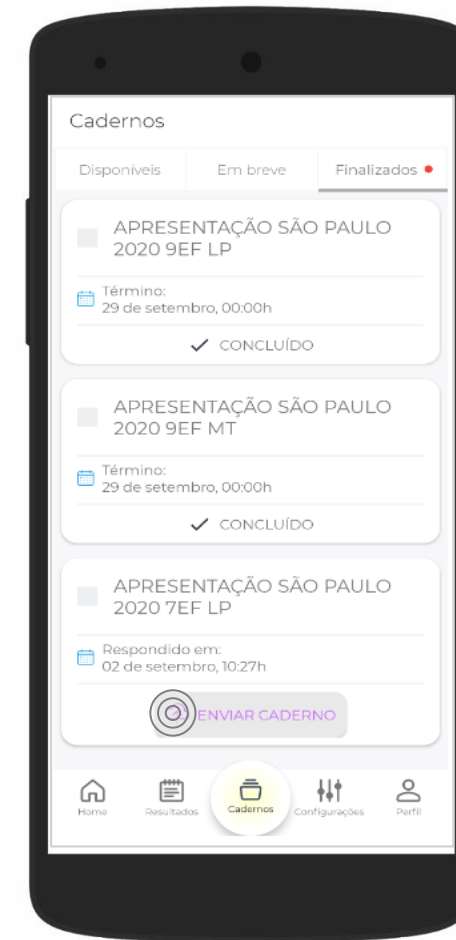 Cadernos
Disponíveis Em breve Finalizados
APRESENTAÇÃO SÃO PAULO
2020 9EF LP
Término:
29 de setembro, 00:00h
CONCLUÍDO
APRESENTAÇÃO SÃO PAULO
2020 9EF MT
Término:
29 de setembro, 00:00h
CONCLUÍDO
APRESENTAÇÃO SÃO PAULO
2020 7EF LP
Respondido em:
02 de setembro, 10:27h
ENVIAR CADERNO
Home Resultados Cadernos Configurações Perfil